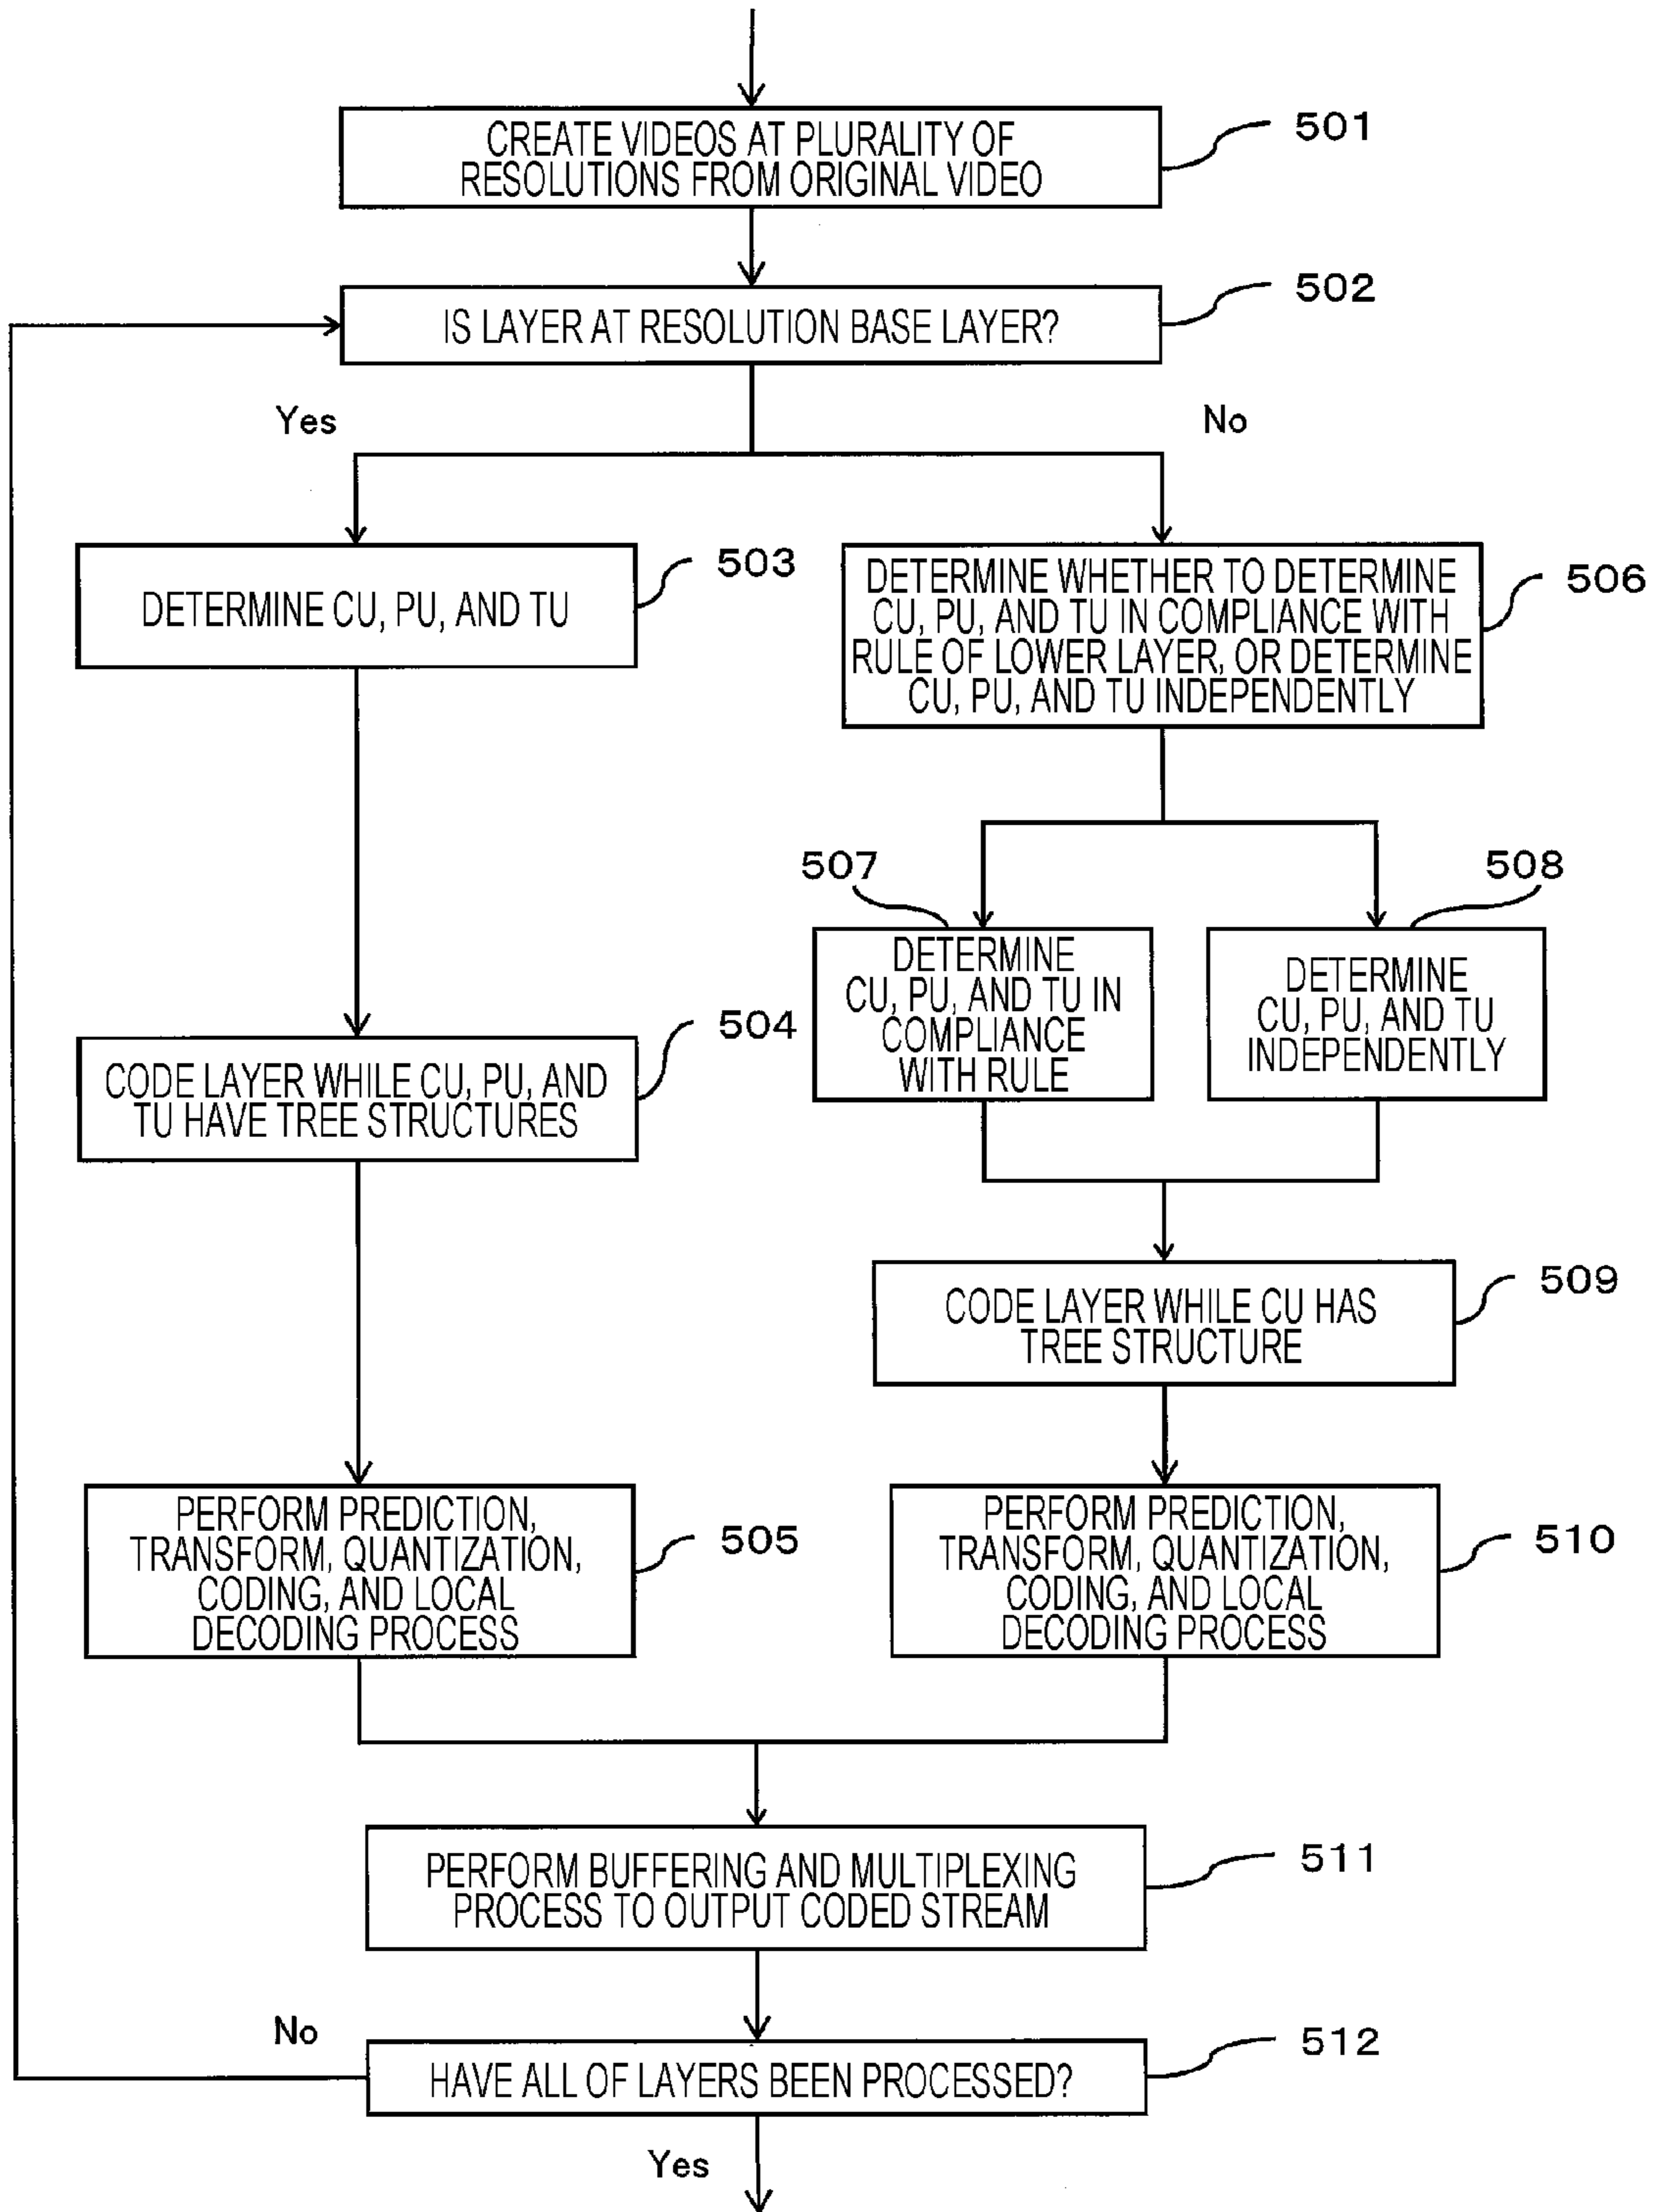 CREATE VIDEOS AT PLURALITY OF
RESOLUTIONS FROM ORIGINAL VIDEO
501
IS LAYER AT RESOLUTION BASE LAYER?
502
Yes
No
DETERMINE CU, PU, AND TU
503
DETERMINE WHETHER TO DETERMINE
CU, PU, AND TU IN COMPLIANCE WITH
RULE OF LOWER LAYER, OR DETERMINE
CU, PU, AND TU INDEPENDENTLY
506
507
508
DETERMINE
CU, PU, AND TU IN
COMPLIANCE
WITH RULE
DETERMINE
CU, PU, AND TU
INDEPENDENTLY
CODE LAYER WHILE CU, PU, AND
TU HAVE TREE STRUCTURES
504
CODE LAYER WHILE CU HAS
TREE STRUCTURE
509
PERFORM PREDICTION,
TRANSFORM, QUANTIZATION,
CODING, AND LOCAL
DECODING PROCESS
505
PERFORM PREDICTION,
TRANSFORM, QUANTIZATION,
CODING, AND LOCAL
DECODING PROCESS
510
PERFORM BUFFERING AND MULTIPLEXING
PROCESS TO OUTPUT CODED STREAM
511
No
HAVE ALL OF LAYERS BEEN PROCESSED?
512
Yes